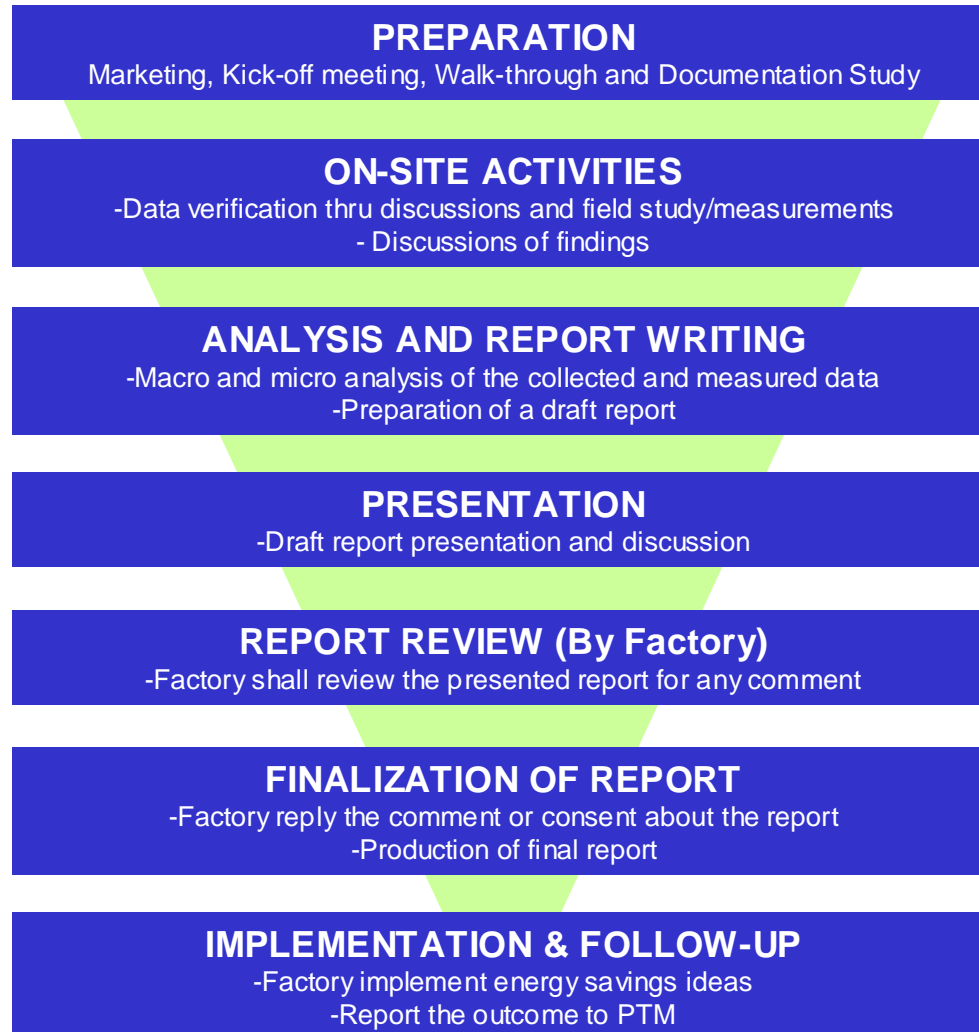 PREPARATION
Marketing, Kick-off meeting, Walk-through and Documentation Study
ON-SITE ACTIVITIES
-Data verification thru discussions and field study/measurements
- Discussions of findings
ANALYSIS AND REPORT WRITING
-Macro and micro analysis of the collected and measured data
-Preparation of a draft report
PRESENTATION
-Draft report presentation and discussion
REPORT REVIEW (By Factory)
-Factory shall review the presented report for any comment
FINALIZATION OF REPORT
-Factory reply the comment or consent about the report
-Production of final report
IMPLEMENTATION & FOLLOW-UP
-Factory implement energy savings ideas
-Report the outcome to PTM